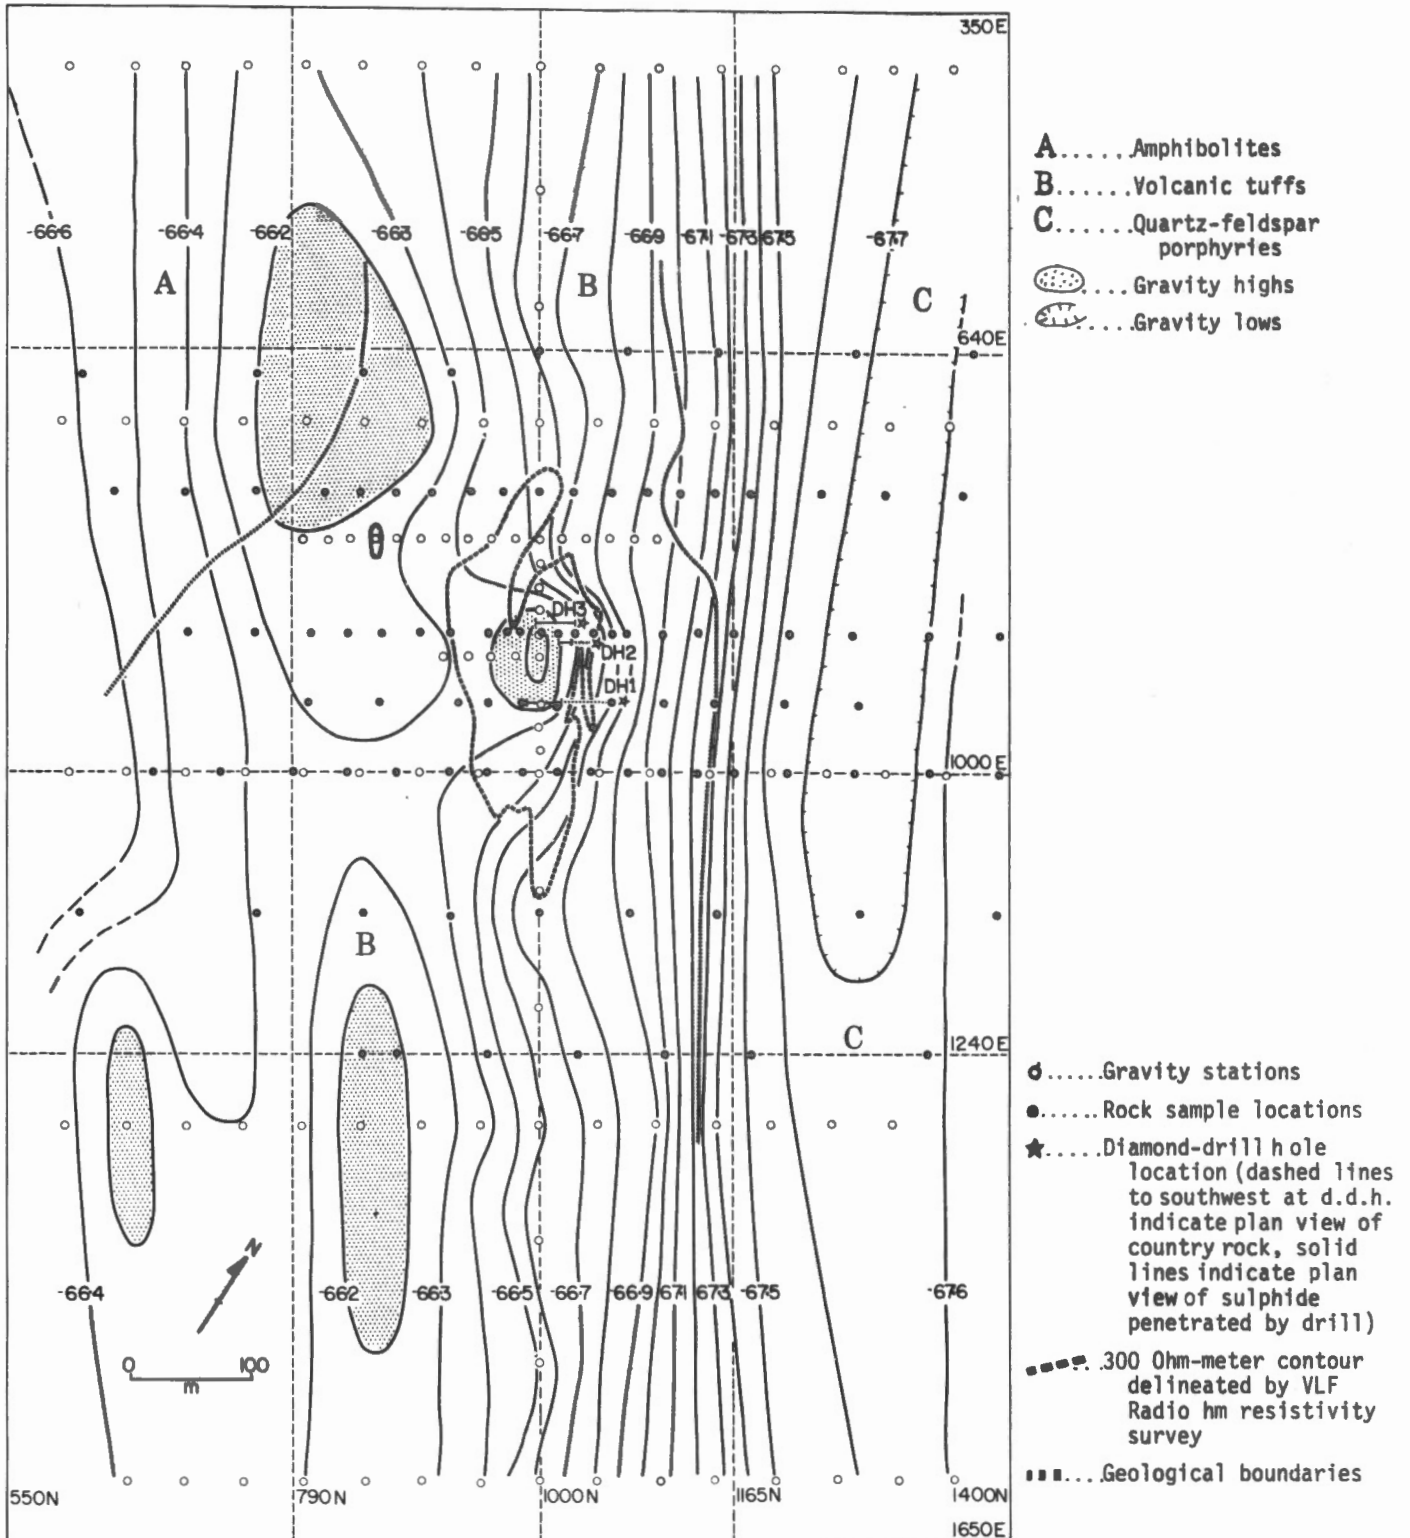 350E
A......Amphibolites
B......Volcanic tuffs
C......Quartz-feldspar
porphyries
....Gravity highs
....Gravity lows
-666
-664
-662
-663
-665
-667
-669
-671
-673
-675
-677
A
B
C
1
640E
DH3
DH2
DH1
1000E
B
C
1240E
......Gravity stations
......Rock sample locations
......Diamond-drill hole
location (dashed lines
to southwest at d.d.h.
indicate plan view of
country rock, solid
lines indicate plan
view of sulphide
penetrated by drill)
...300 Ohm-meter contour
delineated by VLF
Radio hm resistivity
survey
....Geological boundaries
N
-664
-662
-663
-665
-667
-669
671
673
-675
-676
0 100
m
550N
790N
1000N
1165N
1400N
1650E